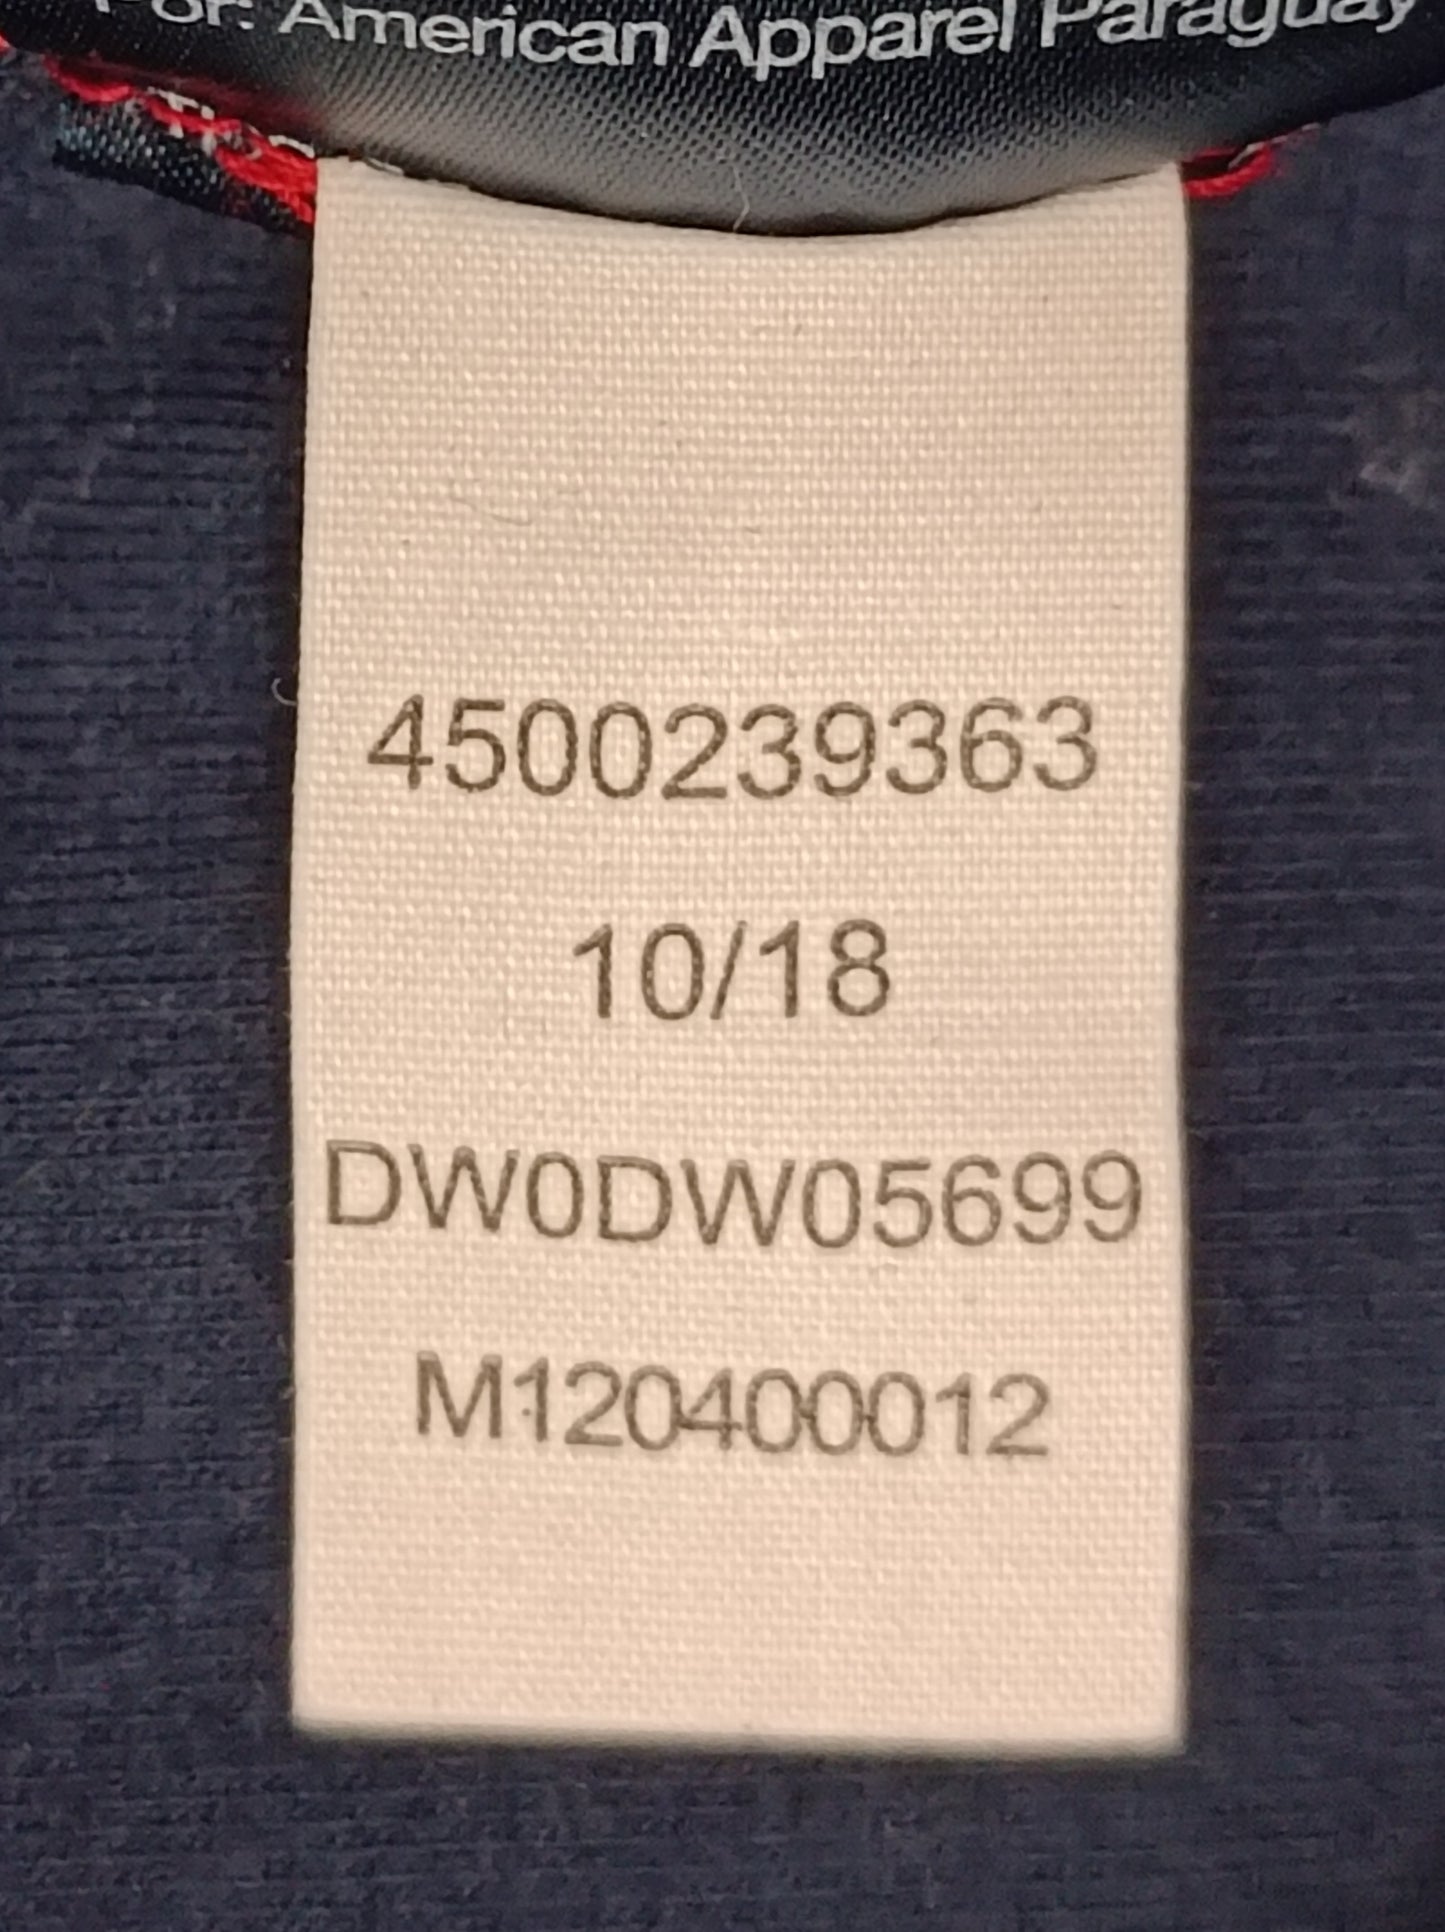 Por: American Apparel Paraguay
4500239363
10/18
DW0DW05699
M120400012